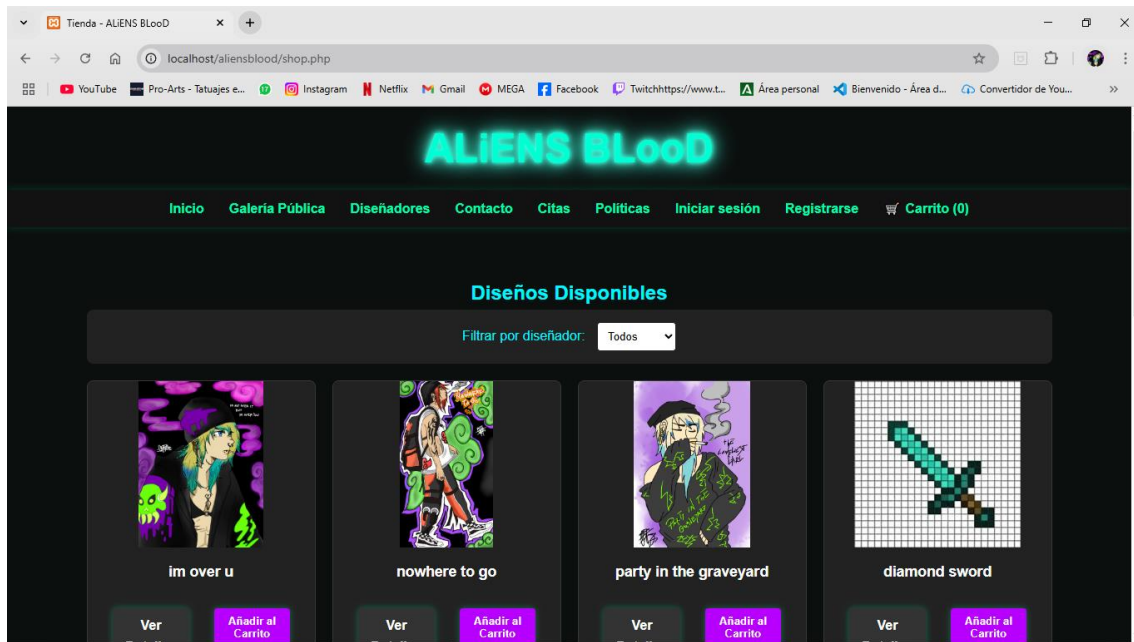 Tienda - ALiENS BLooD
localhost/aliensblood/shop.php
YouTube Pro-Arts - Tatuajes e... Instagram Netflix Gmail MEGA Facebook Twitchhttps://www.t... Área personal Bienvenido - Área d... Convertidor de You... »
ALiENS BLooD
Inicio Galería Pública Diseñadores Contacto Citas Políticas Iniciar sesión Registrarse Carrito (0)
Diseños Disponibles
Filtrar por diseñador: Todos
im over u nowhere to go party in the graveyard diamond sword
Ver Añadir al Carrito Ver Añadir al Carrito Ver Añadir al Carrito Ver Añadir al Carrito